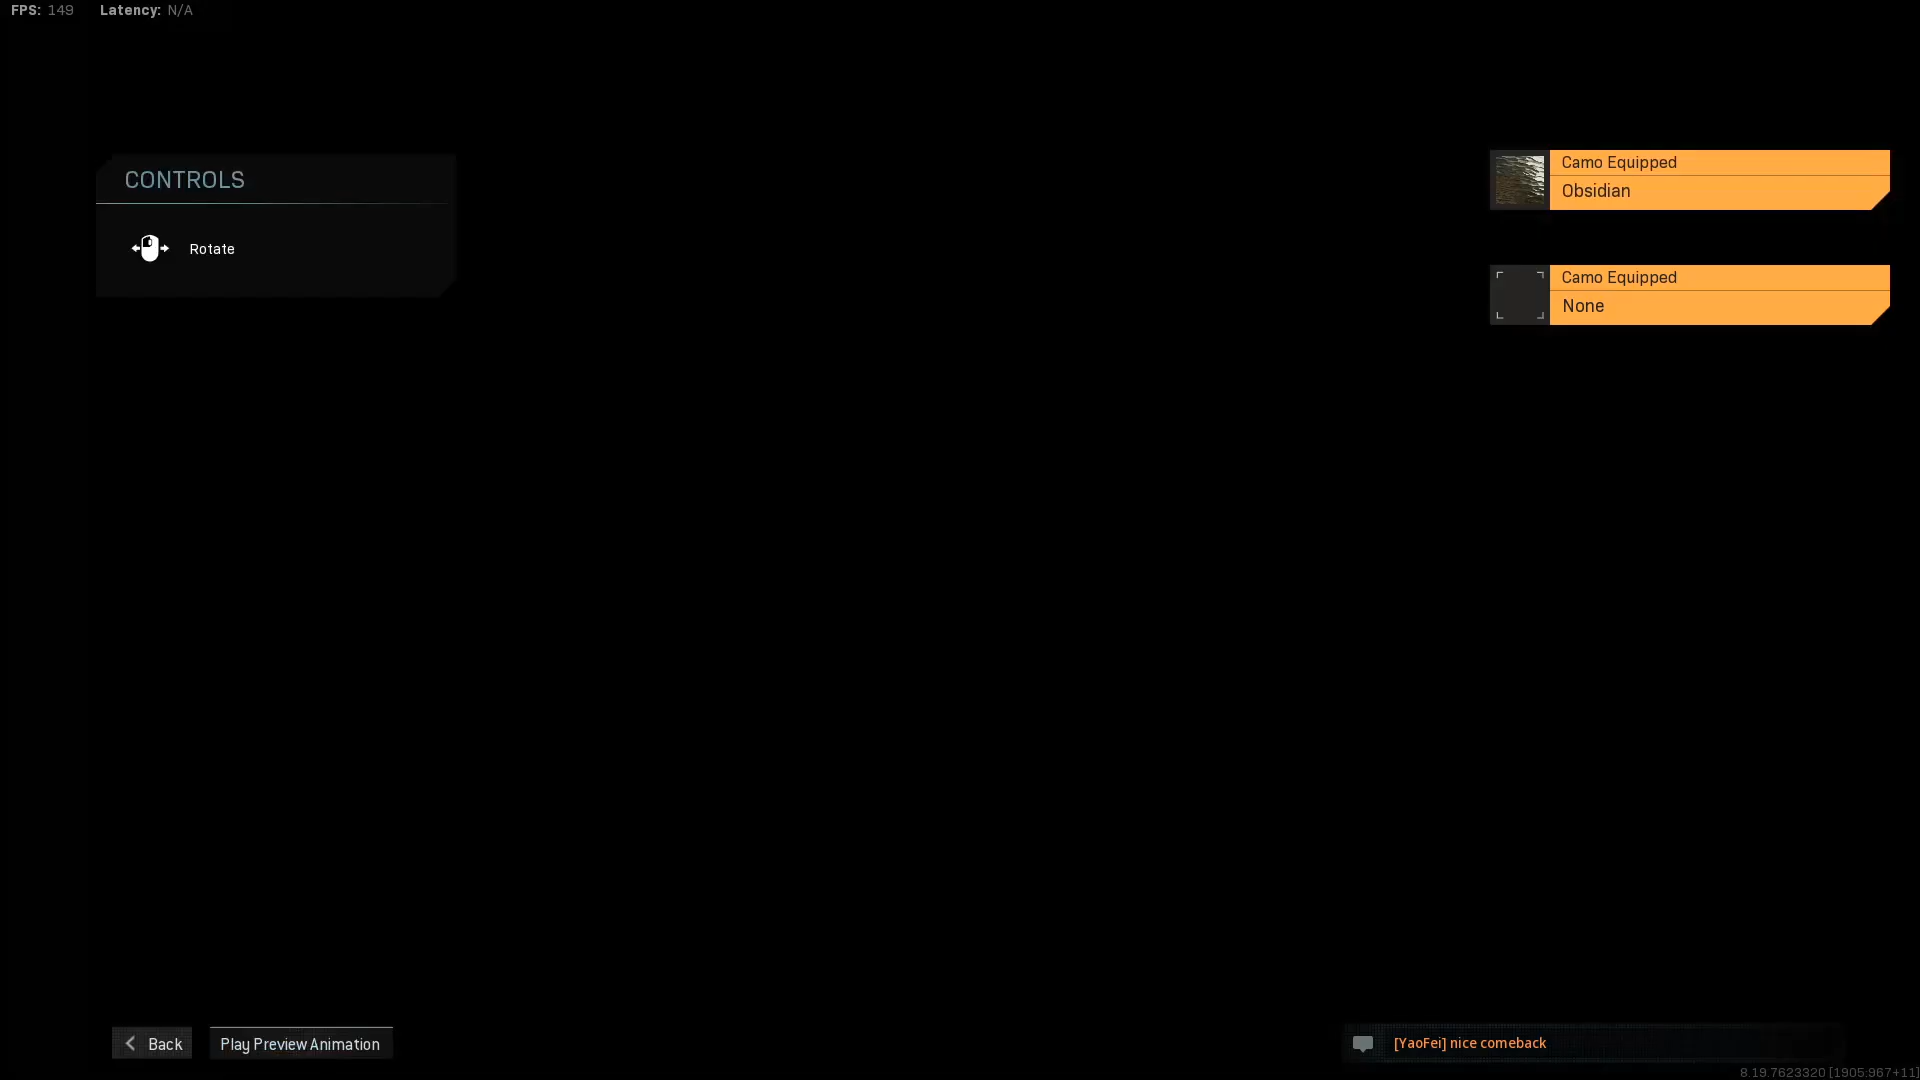 FPS: 149 Latency: N/A
CONTROLS
Rotate
Camo Equipped
Obsidian
Camo Equipped
None
Back
Play Preview Animation
[YaoFei] nice comeback
8.19.7623320 [1905:967+11]